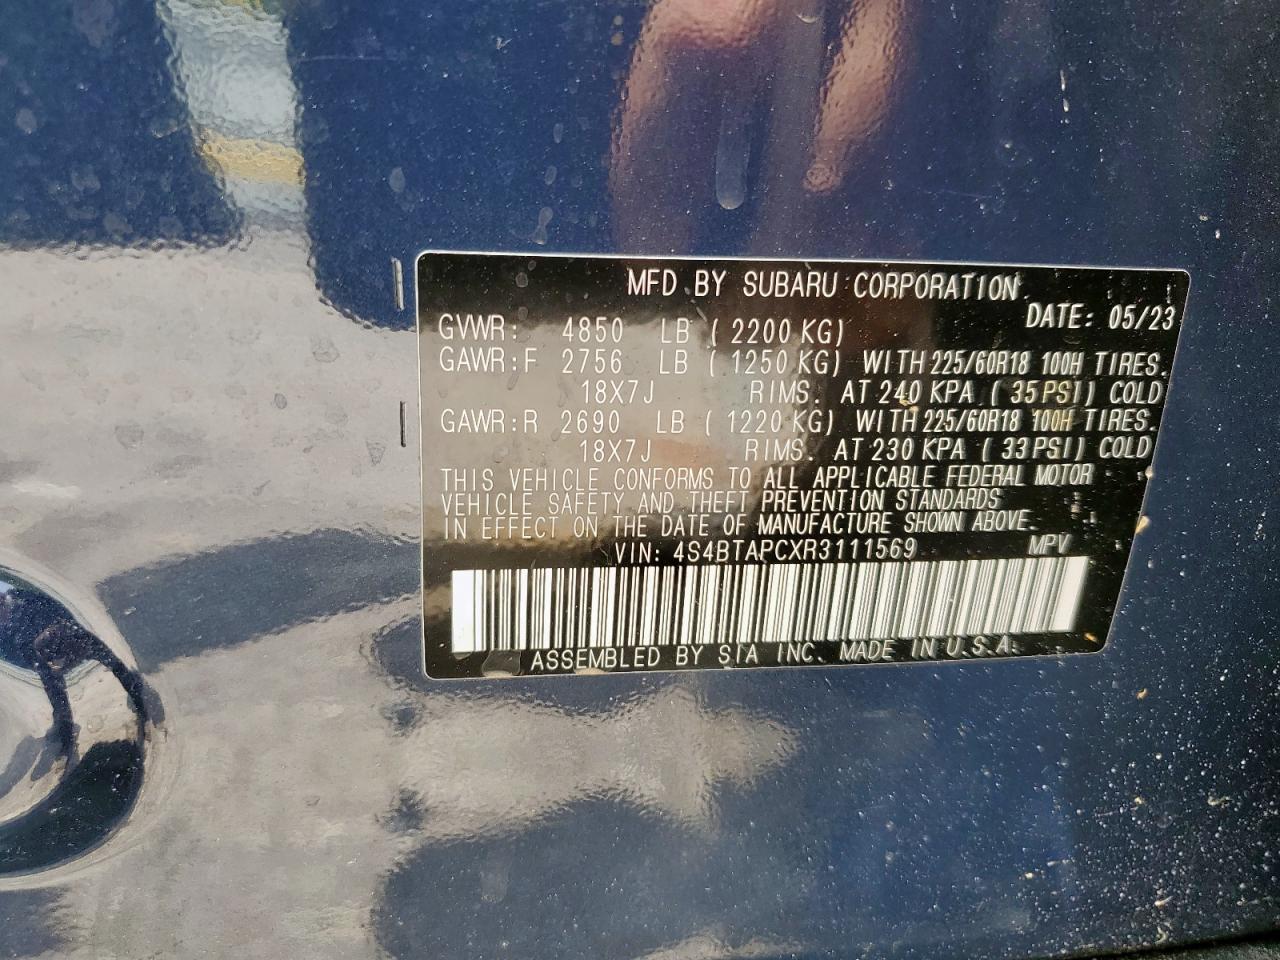 MFD BY SUBARU CORPORATION
DATE: 05/23
GVWR: 4850 LB ( 2200 KG)
GAWR:F 2756 LB ( 1250 KG) WITH 225/60R18 100H TIRES.
18X7J RIMS. AT 240 KPA ( 35 PSI) COLD
GAWR:R 2690 LB ( 1220 KG) WITH 225/60R18 100H TIRES.
18X7J RIMS. AT 230 KPA ( 33 PSI) COLD
THIS VEHICLE CONFORMS TO ALL APPLICABLE FEDERAL MOTOR
VEHICLE SAFETY AND THEFT PREVENTION STANDARDS
IN EFFECT ON THE DATE OF MANUFACTURE SHOWN ABOVE.
VIN: 4S4BTAPCXR3111569 MPV
ASSEMBLED BY SIA INC. MADE IN U.S.A.